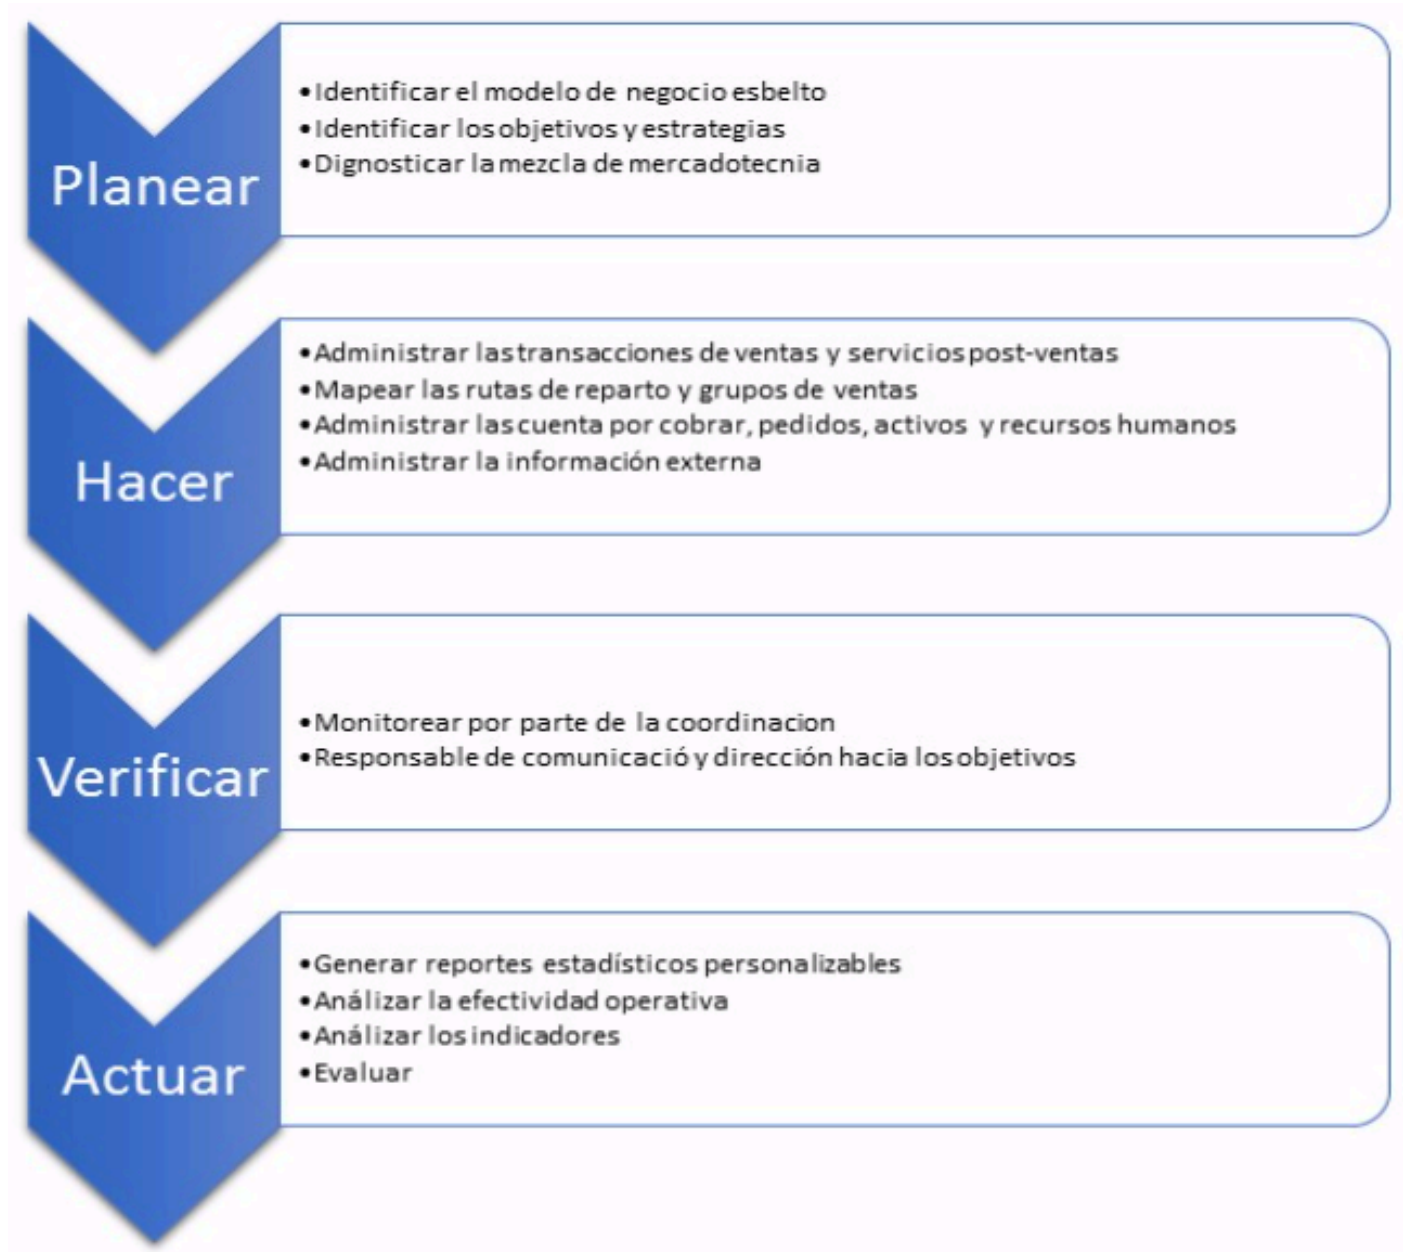 Planear
•Identificar el modelo de negocio esbelto
•Identificar los objetivos y estrategias
•Dignosticar la mezcla de mercadotecnia
Hacer
•Administrar las transacciones de ventas y servicios post-ventas
•Mapear las rutas de reparto y grupos de ventas
•Administrar las cuenta por cobrar, pedidos, activos y recursos humanos
•Administrar la información externa
Verificar
•Monitorear por parte de la coordinacion
•Responsable de comunicació y dirección hacia los objetivos
Actuar
•Generar reportes estadísticos personalizables
•Análizar la efectividad operativa
•Análizar los indicadores
•Evaluar